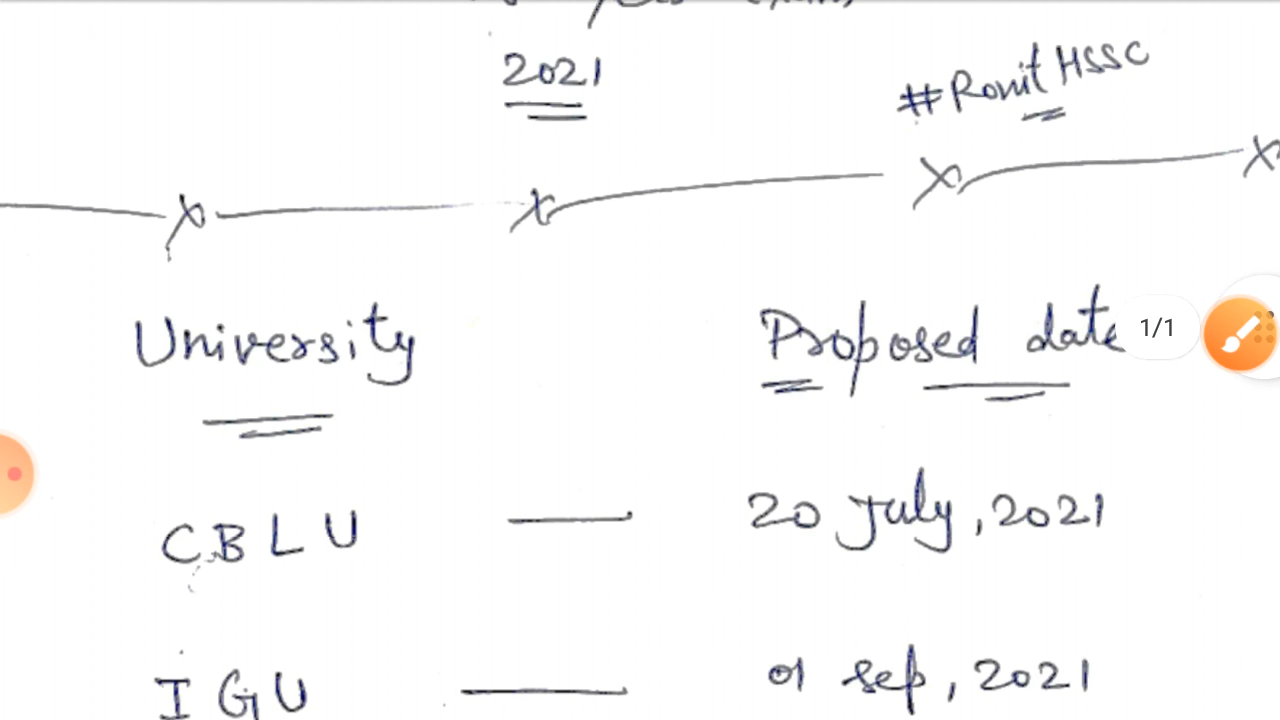 2021
#Ronit HSSC
University Proposed date
1/1
CBLU — 20 July, 2021
IGU — 01 sep, 2021